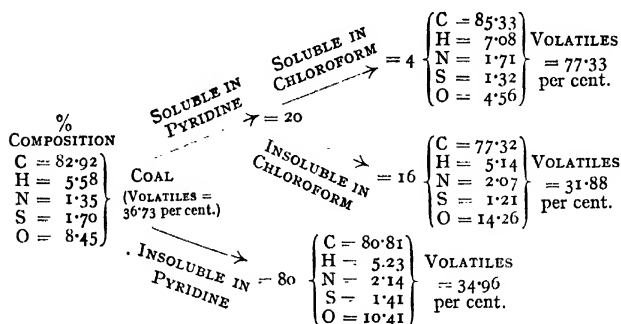 SOLUBLE IN CHLOROFORM = 4
C = 85·33
H = 7·08
N = 1·71
S = 1·32
O = 4·56
VOLATILES
= 77·33
per cent.
SOLUBLE IN PYRIDINE = 20
% COMPOSITION
C = 82·92
H = 5·58
N = 1·35
S = 1·70
O = 8·45
COAL
(VOLATILES =
36·73 per cent.)
INSOLUBLE IN CHLOROFORM = 16
C = 77·32
H = 5·14
N = 2·07
S = 1·21
O = 14·26
VOLATILES
= 31·88
per cent.
INSOLUBLE IN PYRIDINE = 80
C = 80·81
H = 5·23
N = 2·14
S = 1·41
O = 10·41
VOLATILES
= 34·96
per cent.